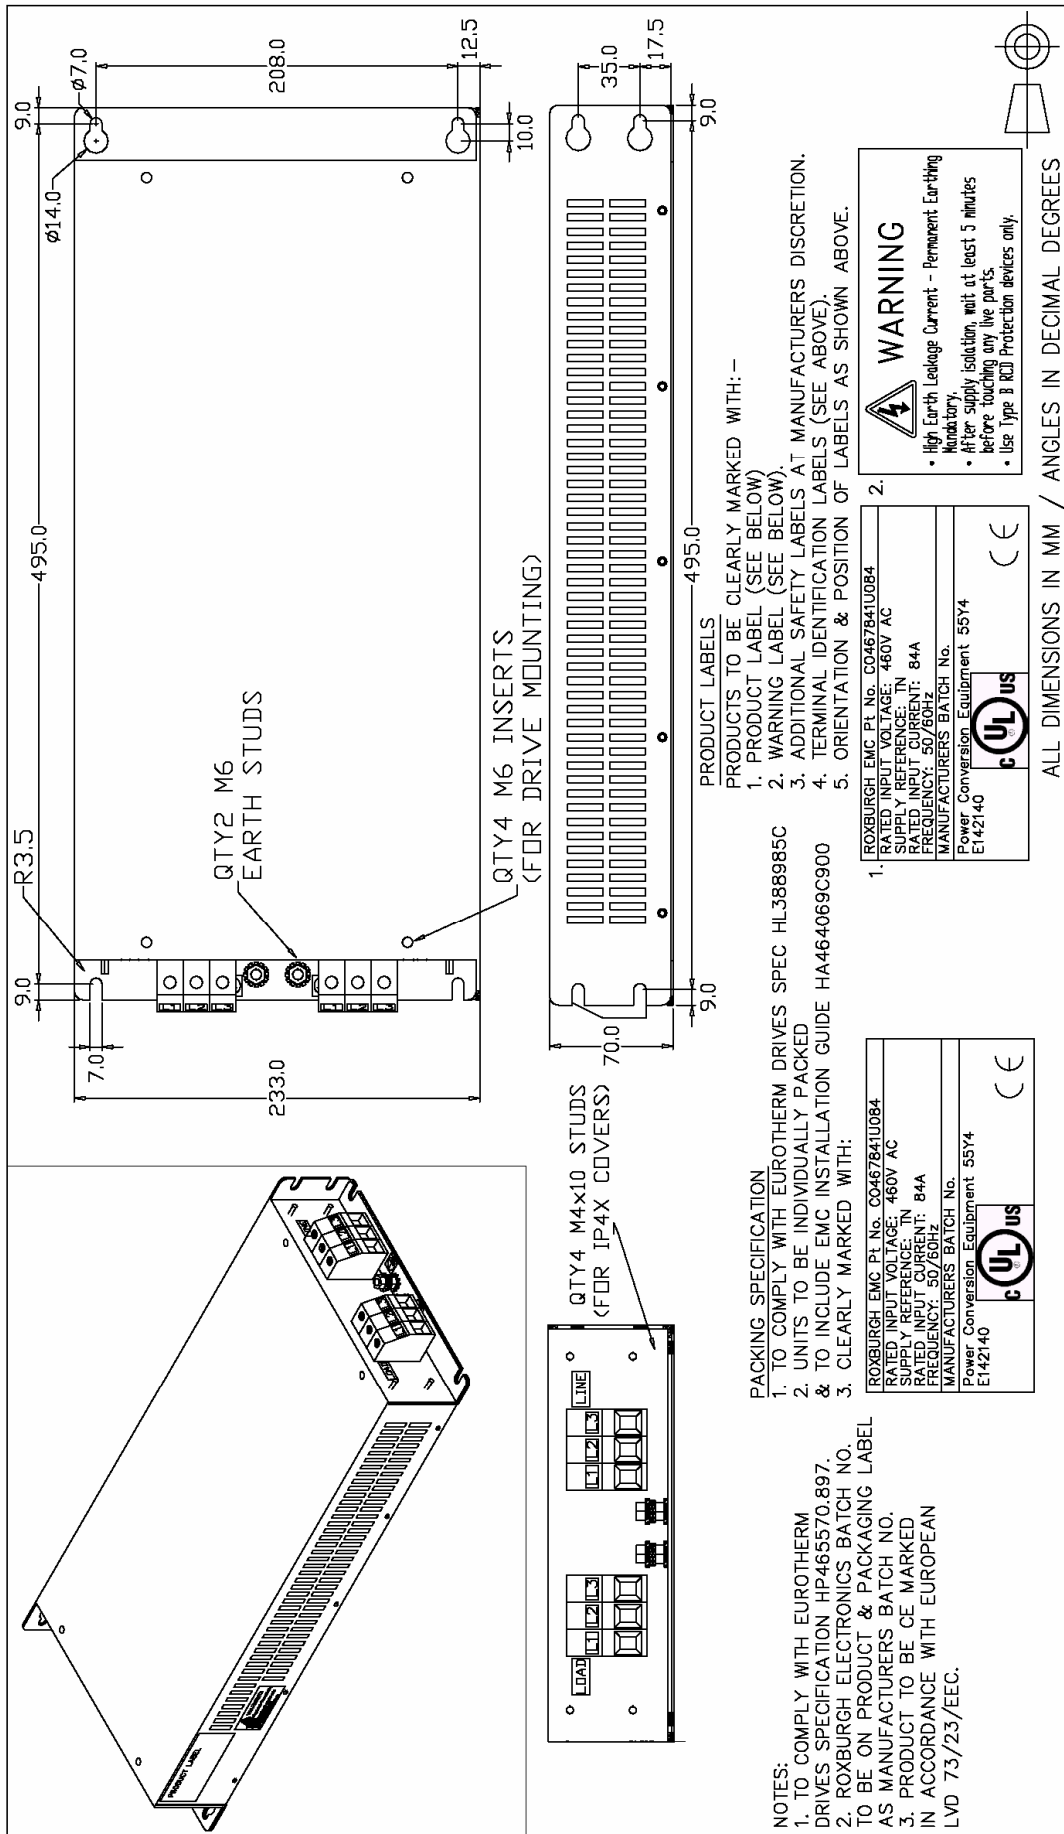 PRODUCT LABEL
R3.5
9.0
495.0
9.0
ø14.0
ø7.0
7.0
233.0
208.0
12.5
10.0
QTY2 M6
EARTH STUDS
QTY4 M6 INSERTS
(FOR DRIVE MOUNTING)
L1
L2
L3
L1
L2
L3
QTY4 M4x10 STUDS
(FOR IP4X COVERS)
LOAD
L1
L2
L3
L1
L2
L3
LINE
70.0
9.0
495.0
9.0
35.0
17.5
NOTES:
1. TO COMPLY WITH EUROTHERM
DRIVES SPECIFICATION HP465570.897.
2. ROXBURGH ELECTRONICS BATCH NO.
TO BE ON PRODUCT & PACKAGING LABEL
AS MANUFACTURERS BATCH NO.
3. PRODUCT TO BE CE MARKED
IN ACCORDANCE WITH EUROPEAN
LVD 73/23/EEC.
PACKING SPECIFICATION
1. TO COMPLY WITH EUROTHERM DRIVES SPEC HL388985C
2. UNITS TO BE INDIVIDUALLY PACKED
& TO INCLUDE EMC INSTALLATION GUIDE HA464069C900
3. CLEARLY MARKED WITH:
ROXBURGH EMC Pt No. CO467841U084
RATED INPUT VOLTAGE: 460V AC
SUPPLY REFERENCE: TN
RATED INPUT CURRENT: 84A
FREQUENCY: 50/60Hz
MANUFACTURERS BATCH No.
Power Conversion Equipment 55Y4
E142140
C UL US
CE
PRODUCT LABELS
PRODUCTS TO BE CLEARLY MARKED WITH:-
1. PRODUCT LABEL (SEE BELOW)
2. WARNING LABEL (SEE BELOW).
3. ADDITIONAL SAFETY LABELS AT MANUFACTURERS DISCRETION.
4. TERMINAL IDENTIFICATION LABELS (SEE ABOVE).
5. ORIENTATION & POSITION OF LABELS AS SHOWN ABOVE.
1.
ROXBURGH EMC Pt No. CO467841U084
RATED INPUT VOLTAGE: 460V AC
SUPPLY REFERENCE: TN
RATED INPUT CURRENT: 84A
FREQUENCY: 50/60Hz
MANUFACTURERS BATCH No.
Power Conversion Equipment 55Y4
E142140
C UL US
CE
2.
WARNING
• High Earth Leakage Current - Permanent Earthing
Mandatory.
• After supply isolation, wait at least 5 minutes
before touching any live parts.
• Use Type B RCD Protection devices only.
ALL DIMENSIONS IN MM / ANGLES IN DECIMAL DEGREES